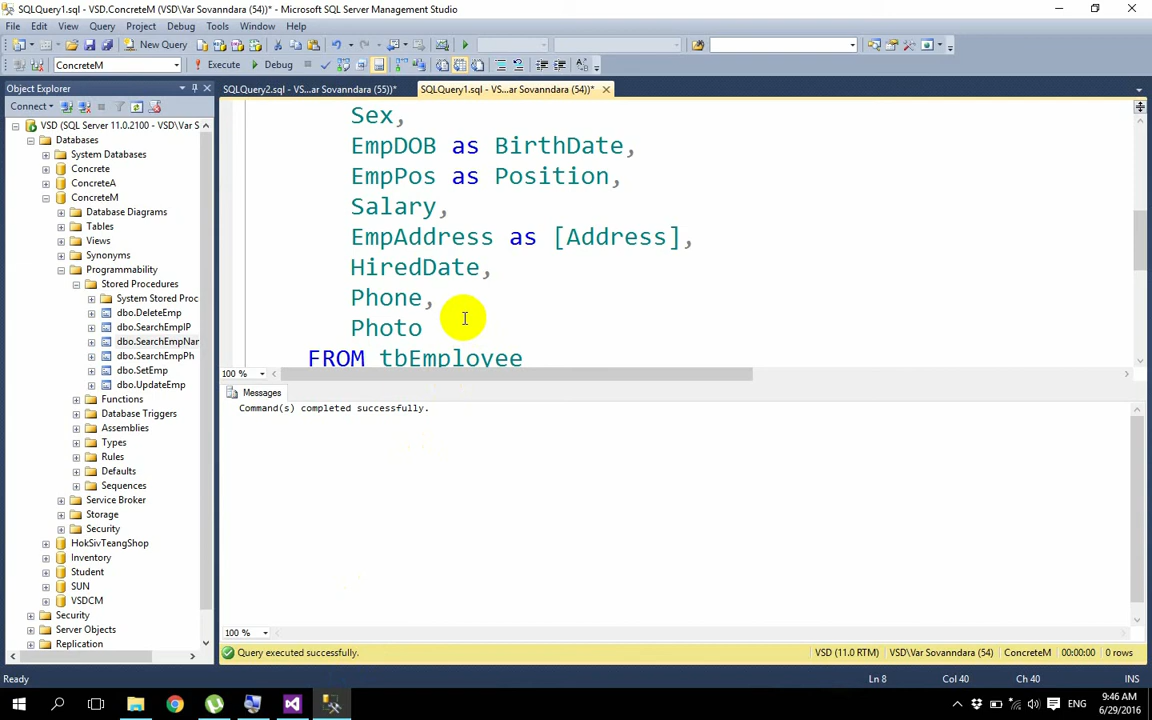 SQLQuery1.sql - VSD.ConcreteM (VSD\Var Sovanndara (54))* - Microsoft SQL Server Management Studio
File Edit View Query Project Debug Tools Window Help
New Query
ConcreteM Execute Debug
Object Explorer
SQLQuery2.sql - VS...ar Sovanndara (55))*
SQLQuery1.sql - VS...ar Sovanndara (54))*
Connect
VSD (SQL Server 11.0.2100 - VSD\Var S
Databases
System Databases
Concrete
ConcreteA
ConcreteM
Database Diagrams
Tables
Views
Synonyms
Programmability
Stored Procedures
System Stored Proc
dbo.DeleteEmp
dbo.SearchEmpIP
dbo.SearchEmpNar
dbo.SearchEmpPh
dbo.SetEmp
dbo.UpdateEmp
Functions
Database Triggers
Assemblies
Types
Rules
Defaults
Sequences
Service Broker
Storage
Security
HokSivTeangShop
Inventory
Student
SUN
VSDCM
Security
Server Objects
Replication
Sex,
EmpDOB as BirthDate,
EmpPos as Position,
Salary,
EmpAddress as [Address],
HiredDate,
Phone,
Photo
FROM tbEmployee
100 %
Messages
Command(s) completed successfully.
100 %
Query executed successfully. VSD (11.0 RTM) VSD\Var Sovanndara (54) ConcreteM 00:00:00 0 rows
Ready Ln 8 Col 40 Ch 40 INS
ENG 9:46 AM
6/29/2016